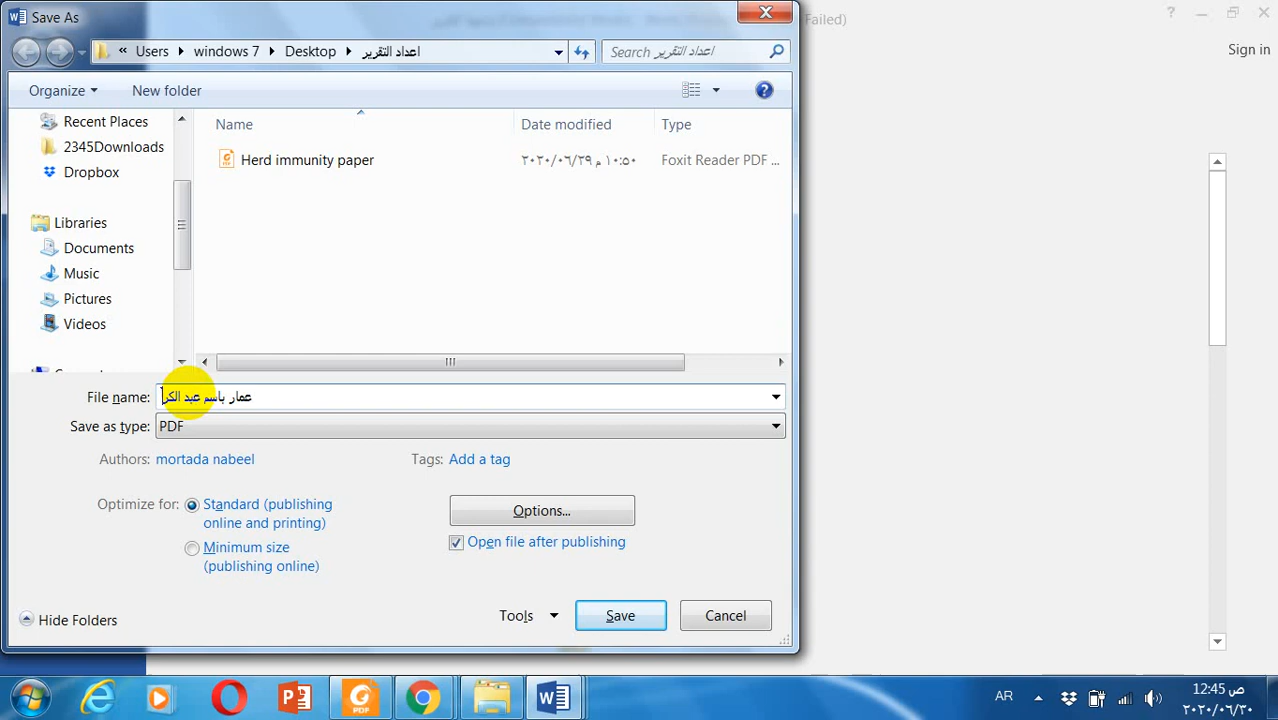 Save As
Failed)
Sign in
« Users windows 7 Desktop اعداد التقرير
Search اعداد التقرير
Organize
New folder
Name
Date modified
Type
Recent Places
2345Downloads
Dropbox
Libraries
Documents
Music
Pictures
Videos
Herd immunity paper
٢٠٢٠/٠٦/٢٩ م ١٠:٥٠
Foxit Reader PDF ...
File name: عمار باسم عبد الكر
Save as type: PDF
Authors: mortada nabeel
Tags: Add a tag
Optimize for:
Standard (publishing
online and printing)
Minimum size
(publishing online)
Options...
Open file after publishing
Hide Folders
Tools
Save
Cancel
PDF
AR
12:45 ص
٢٠٢٠/٠٦/٣٠